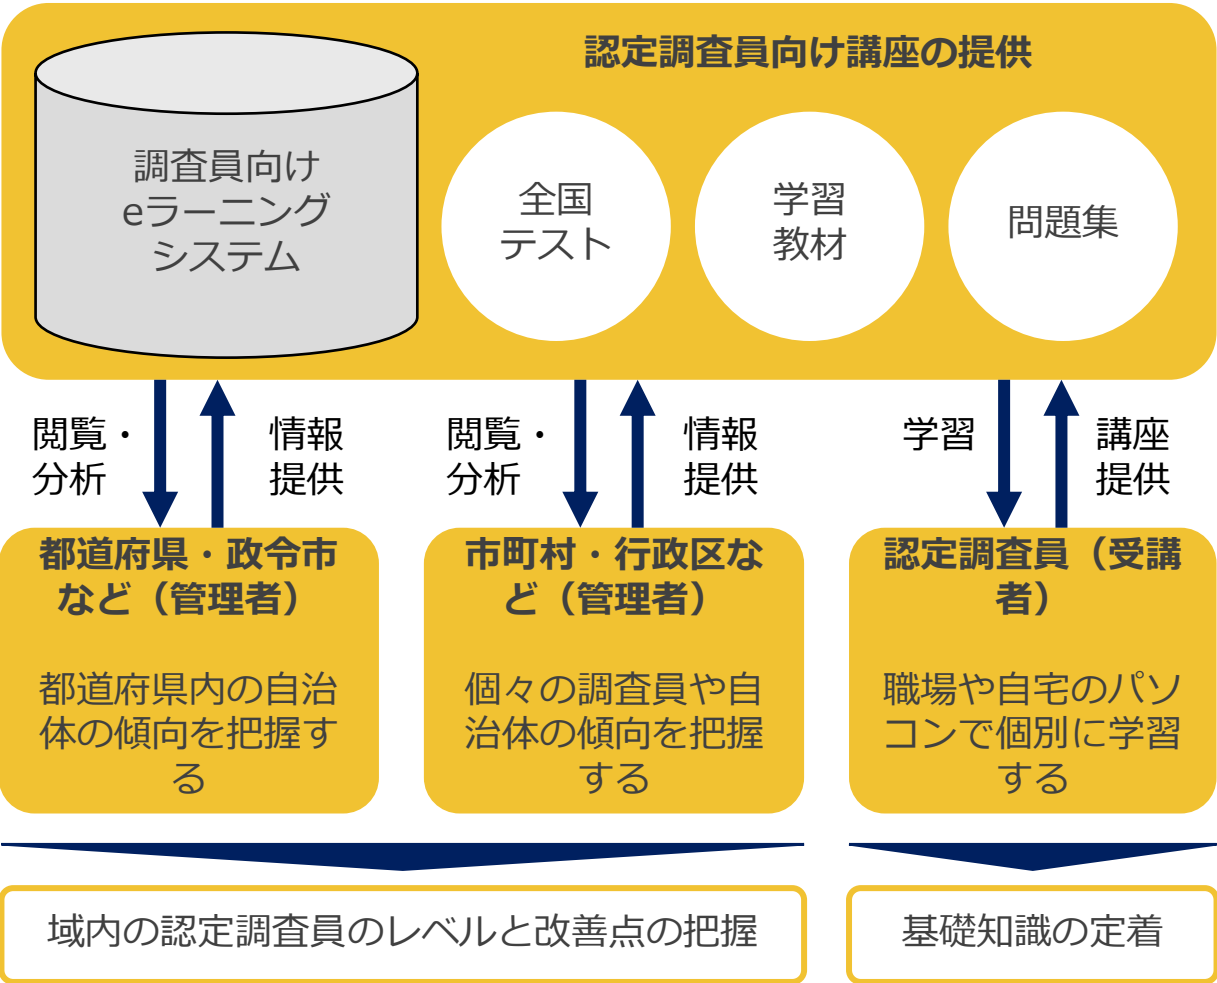 認定調査員向け講座の提供
調査員向け
eラーニング
システム
全国
テスト
学習
教材
問題集
閲覧・
分析
情報
提供
閲覧・
分析
情報
提供
学習
講座
提供
都道府県・政令市
など（管理者）
都道府県内の自治
体の傾向を把握す
る
市町村・行政区な
ど（管理者）
個々の調査員や自
治体の傾向を把握
する
認定調査員（受講
者）
職場や自宅のパソ
コンで個別に学習
する
域内の認定調査員のレベルと改善点の把握
基礎知識の定着